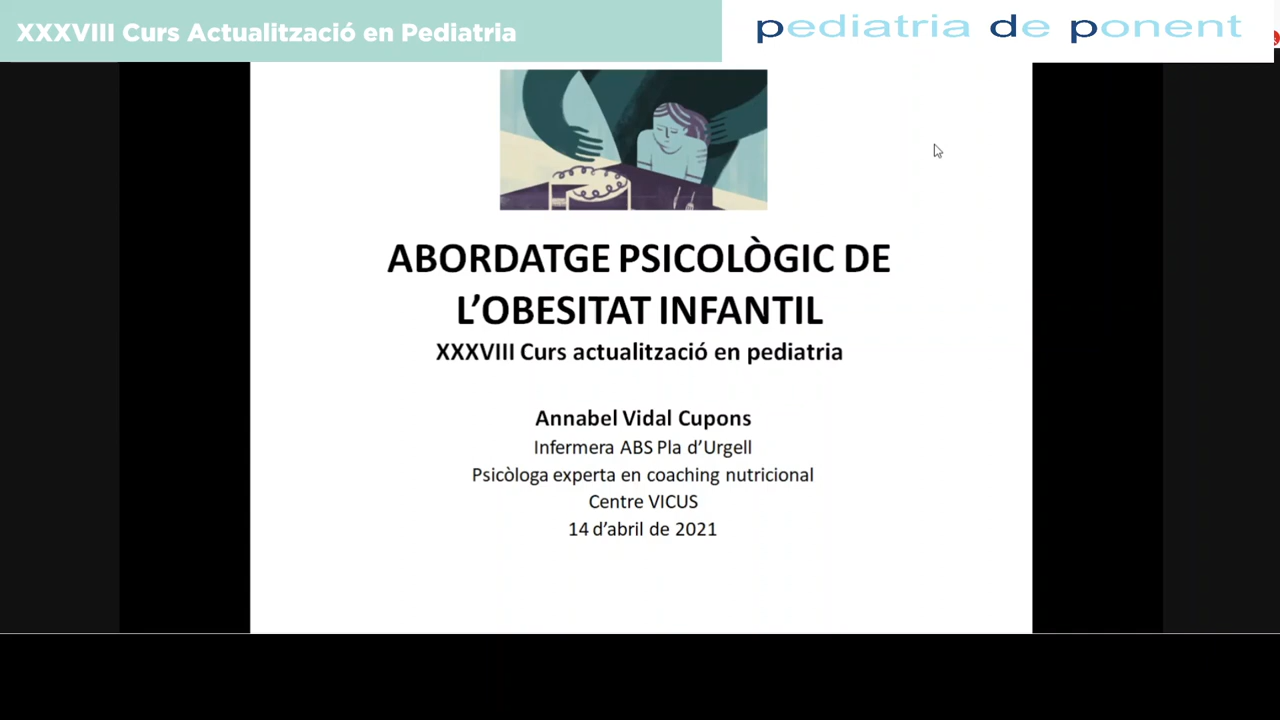 XXXVIII Curs Actualització en Pediatria
pediatria de ponent
ABORDATGE PSICOLÒGIC DE
L’OBESITAT INFANTIL
XXXVIII Curs actualització en pediatria
Annabel Vidal Cupons
Infermera ABS Pla d’Urgell
Psicòloga experta en coaching nutricional
Centre VICUS
14 d’abril de 2021